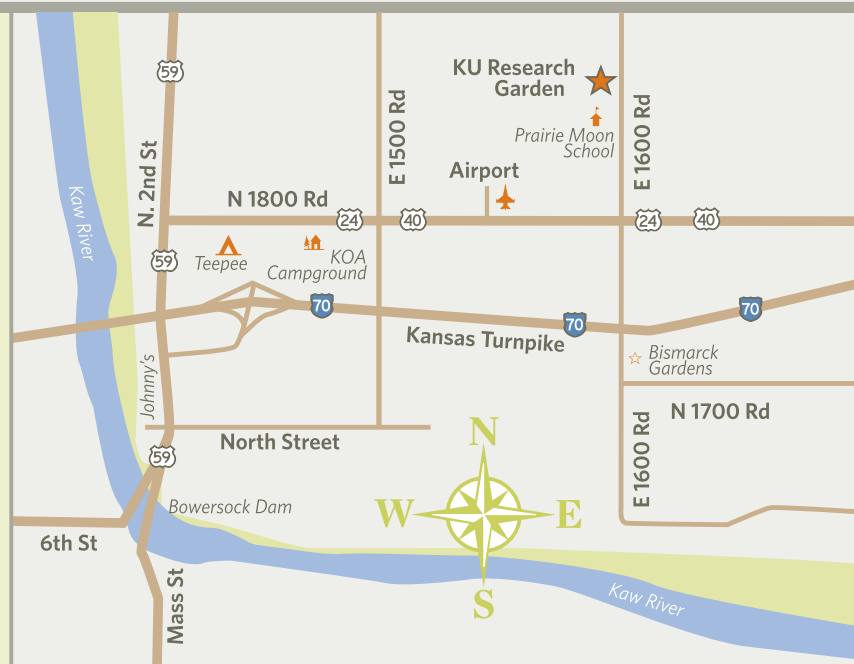 59
KU Research
Garden
E 1500 Rd
E 1600 Rd
Prairie Moon
School
N. 2nd St
Airport
N 1800 Rd
24
40
24
40
Kaw River
59
Teepee
KOA
Campground
70
70
70
Kansas Turnpike
Johnny's
Bismarck
Gardens
N 1700 Rd
North Street
E 1600 Rd
59
N
W
E
S
Bowersock Dam
6th St
Mass St
Kaw River